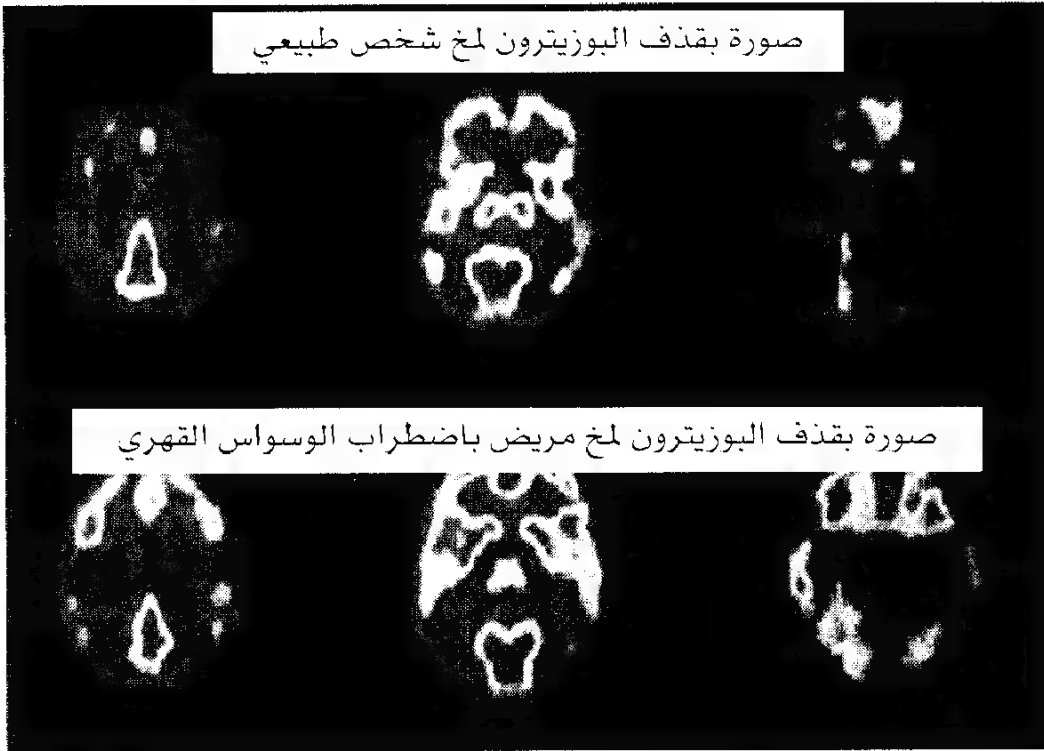 صورة بقذف البوزيترون لمخ شخص طبيعي
صورة بقذف البوزيترون لمخ مريض باضطراب الوسواس القهري